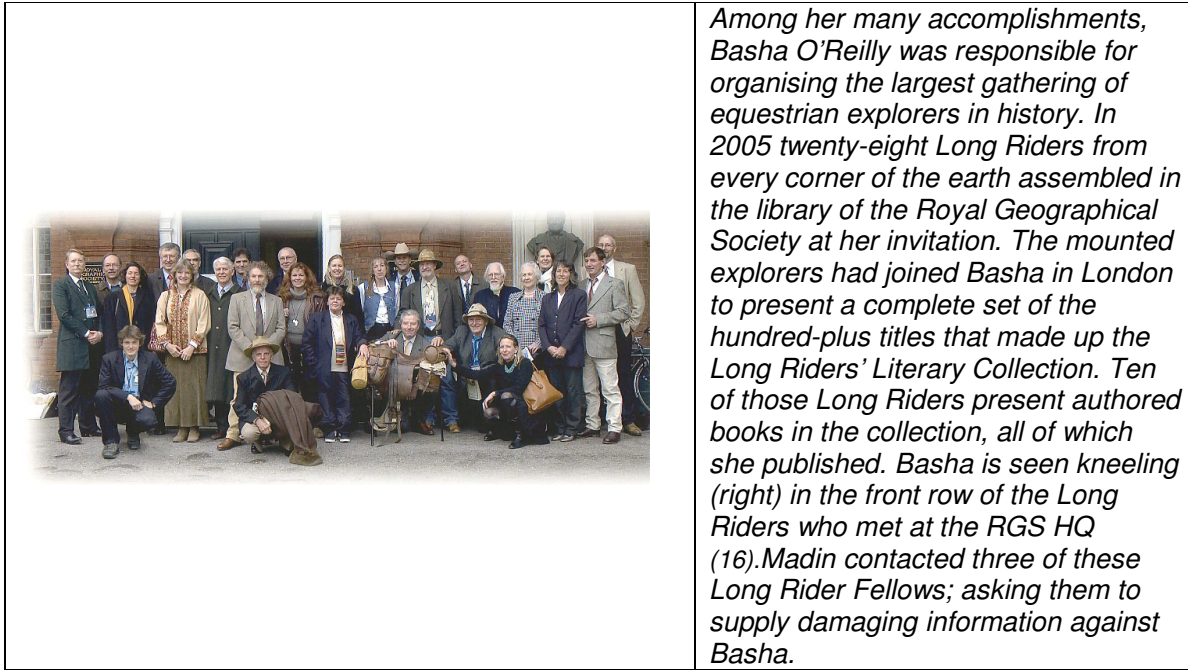 ROYAL
GEOGRAPHICAL
SOCIETY
Among her many accomplishments,
Basha O’Reilly was responsible for
organising the largest gathering of
equestrian explorers in history. In
2005 twenty-eight Long Riders from
every corner of the earth assembled in
the library of the Royal Geographical
Society at her invitation. The mounted
explorers had joined Basha in London
to present a complete set of the
hundred-plus titles that made up the
Long Riders’ Literary Collection. Ten
of those Long Riders present authored
books in the collection, all of which
she published. Basha is seen kneeling
(right) in the front row of the Long
Riders who met at the RGS HQ
(16).Madin contacted three of these
Long Rider Fellows; asking them to
supply damaging information against
Basha.